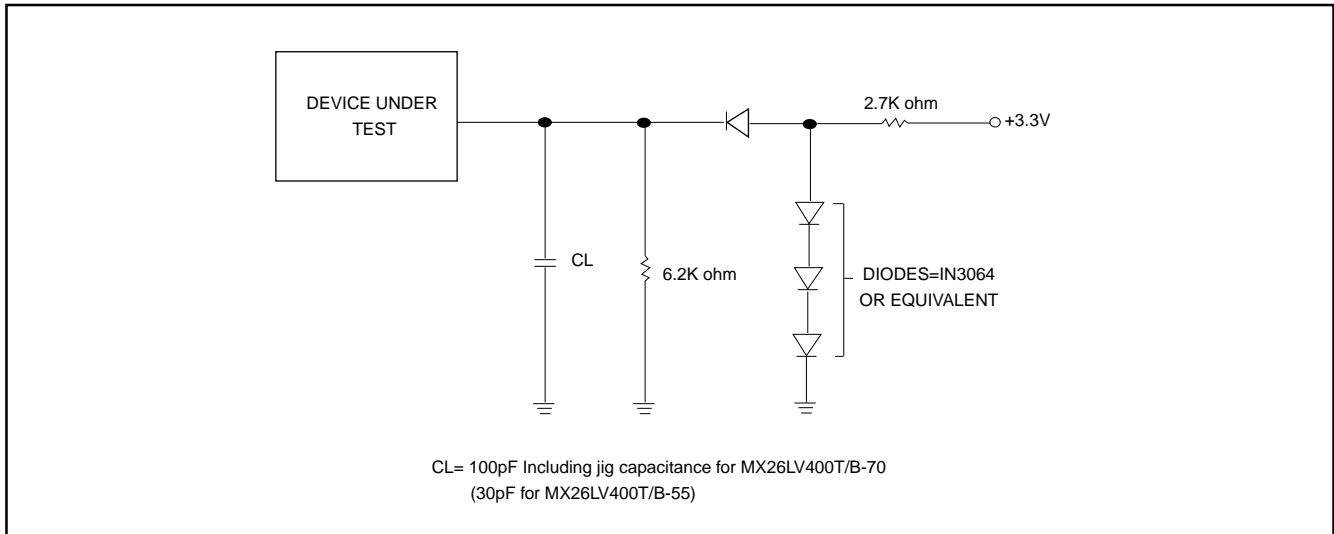 DEVICE UNDER
TEST
2.7K ohm
+3.3V
CL
6.2K ohm
DIODES=IN3064
OR EQUIVALENT
CL= 100pF Including jig capacitance for MX26LV400T/B-70
(30pF for MX26LV400T/B-55)